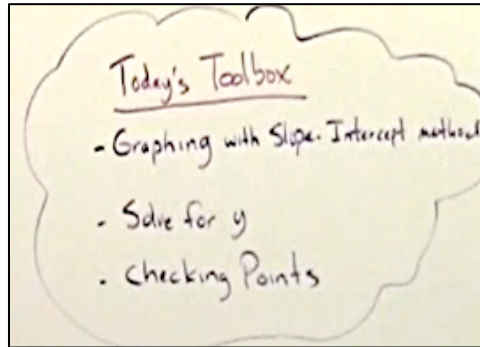 Today's Toolbox
- Graphing with Slope-Intercept method
- Solve for y
- Checking Points